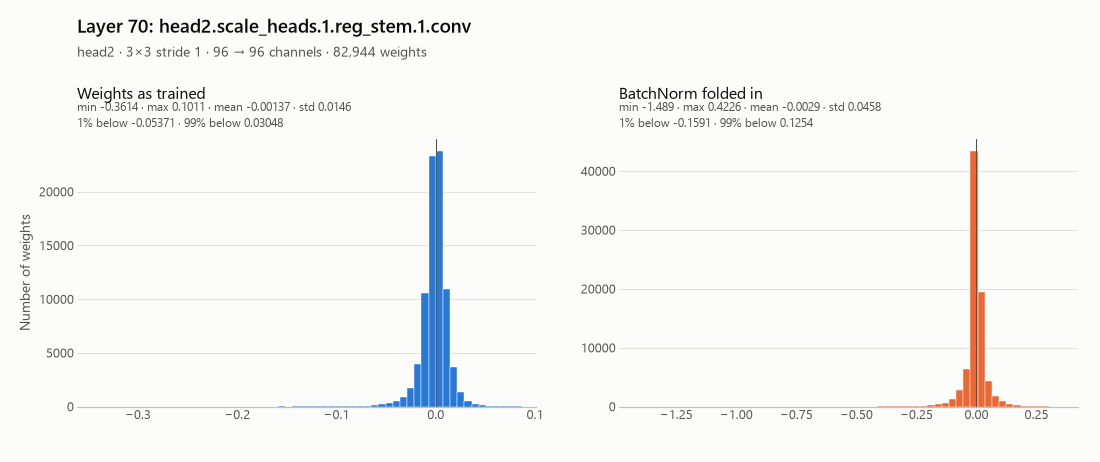 Layer 70: head2.scale_heads.1.reg_stem.1.conv
head2 · 3×3 stride 1 · 96 → 96 channels · 82,944 weights
Weights as trained
min -0.3614 · max 0.1011 · mean -0.00137 · std 0.0146
1% below -0.05371 · 99% below 0.03048
Number of weights
20000
15000
10000
5000
0
−0.3
−0.2
−0.1
0.0
0.1
BatchNorm folded in
min -1.489 · max 0.4226 · mean -0.0029 · std 0.0458
1% below -0.1591 · 99% below 0.1254
40000
30000
20000
10000
0
−1.25
−1.00
−0.75
−0.50
−0.25
0.00
0.25